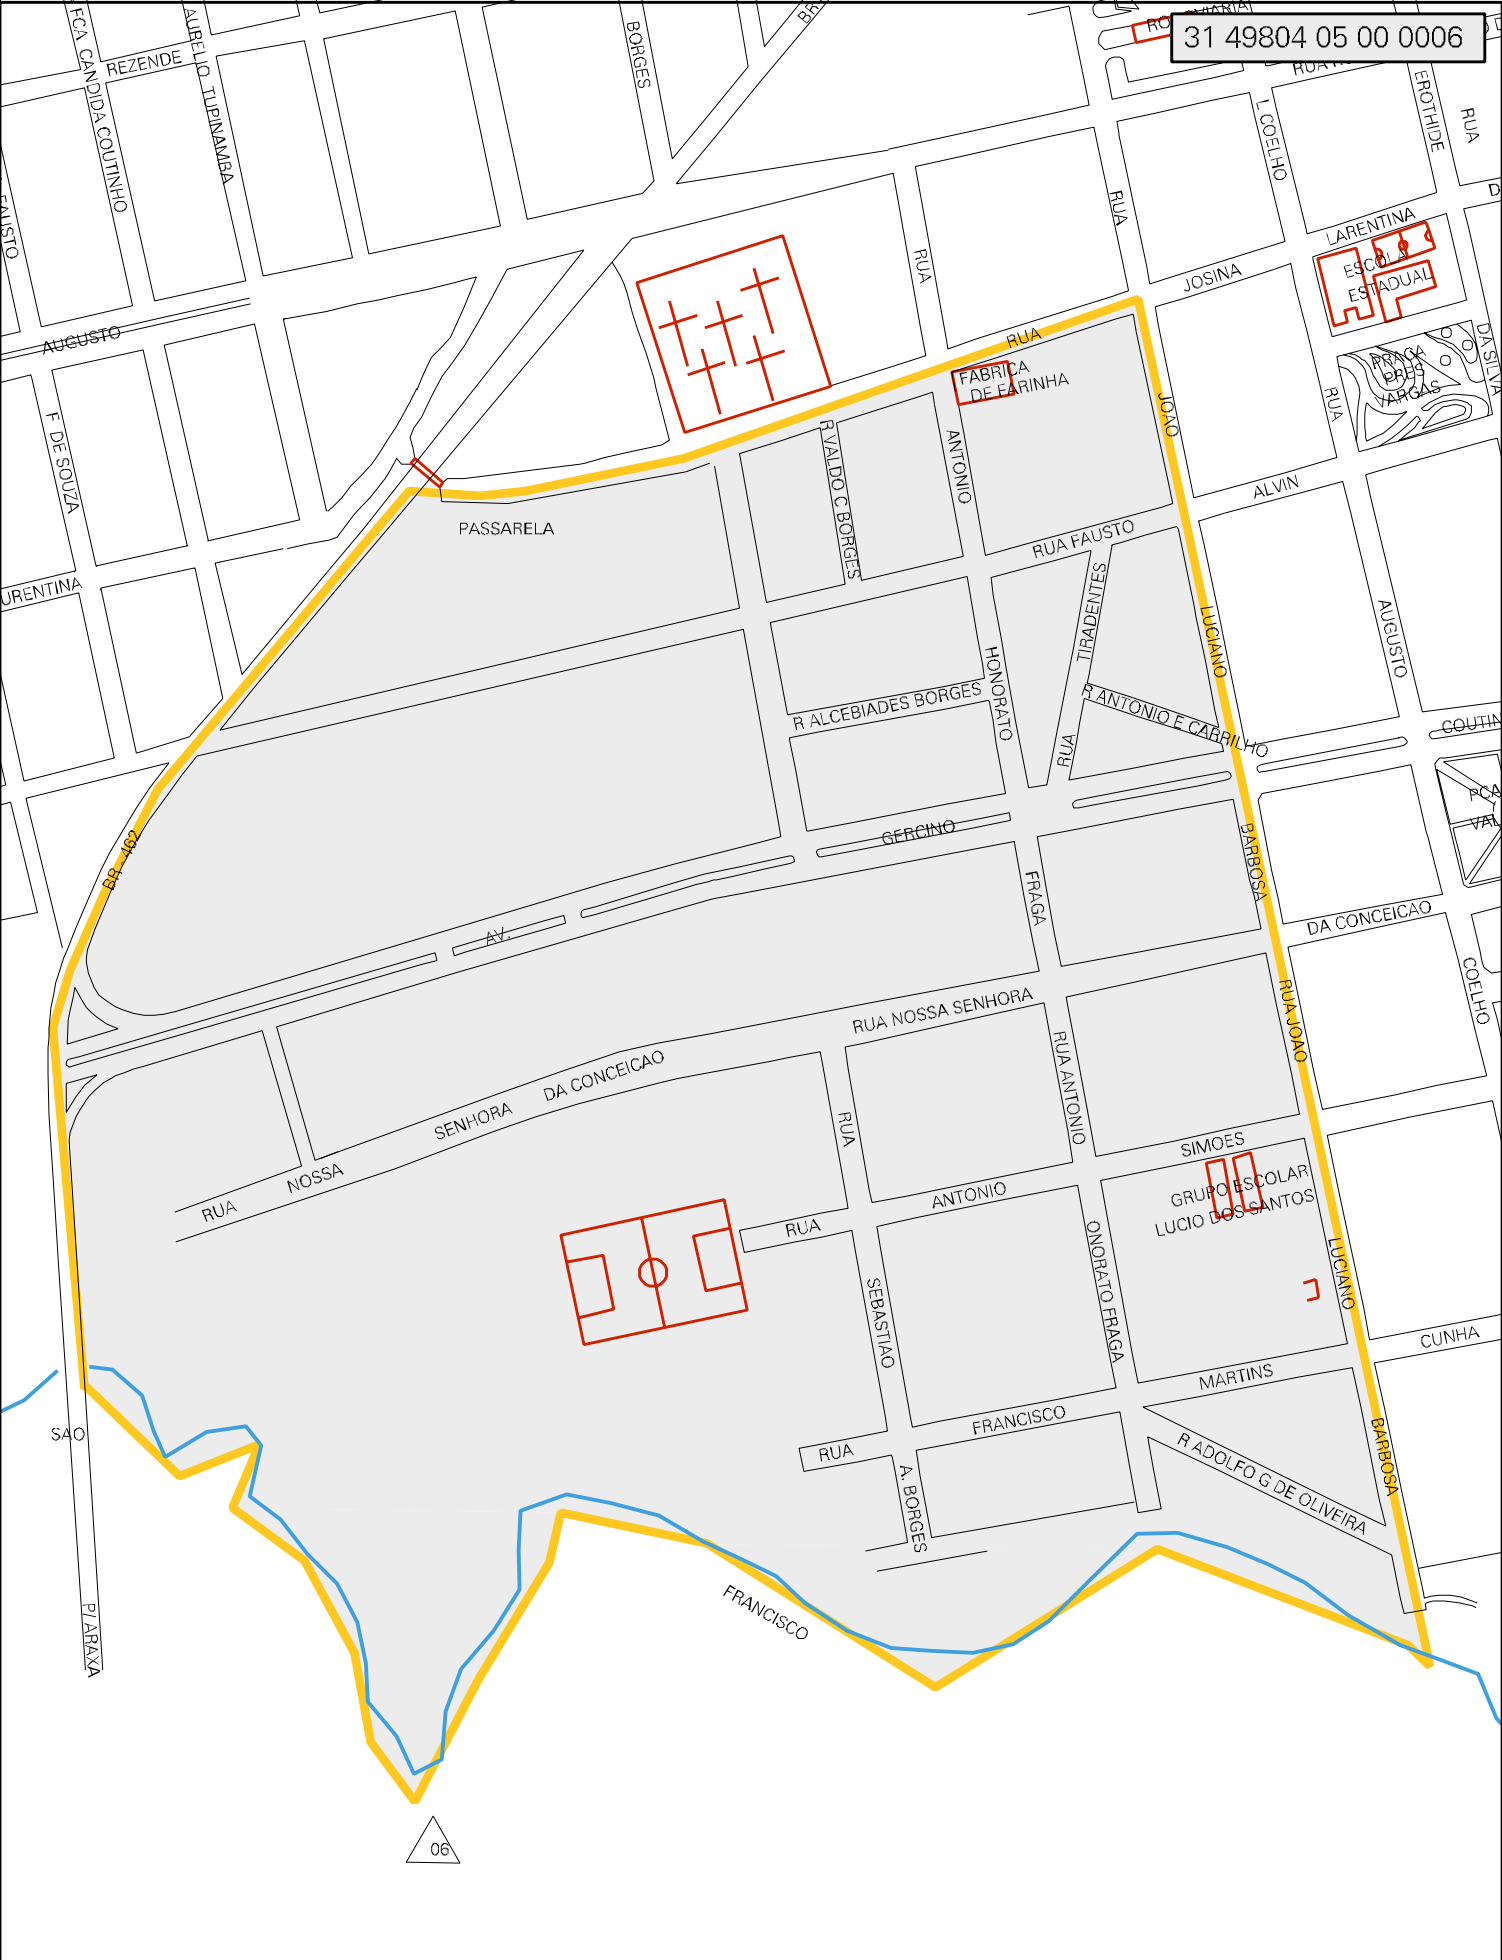 31 49804 05 00 0006
FCA CANDIDA COUTINHO
REZENDE
AURELIO TUPINAMBA
BORGES
L COELHO
EROTHIDE
RUA
RUA
RUA
LARENTINA
JOSINA
ESCOLA
ESTADUAL
AUGUSTO
RUA
FABRICA
DE FARINHA
PRACA
PRES
VARGAS
DA SILVA
RUA
F DE SOUZA
R VALDO C BORGES
ANTONIO
JOAO
ALVIN
PASSARELA
RUA FAUSTO
TIRADENTES
LUCIANO
AUGUSTO
HONORATO
R ALCEBIADES BORGES
R ANTONIO E CARRILHO
RUA
BR - 462
GERCINO
AV.
BARBOSA
FRAGA
DA CONCEICAO
COELHO
RUA NOSSA SENHORA
RUA JOAO
RUA ANTONIO
DA CONCEICAO
SENHORA
NOSSA
RUA
RUA
SIMOES
GRUPO ESCOLAR
LUCIO DOS SANTOS
ANTONIO
RUA
ONORATO FRAGA
LUCIANO
SEBASTIAO
CUNHA
MARTINS
FRANCISCO
RUA
SAO
BARBOSA
R ADOLFO G DE OLIVEIRA
A. BORGES
FRANCISCO
P/ ARAXA
06